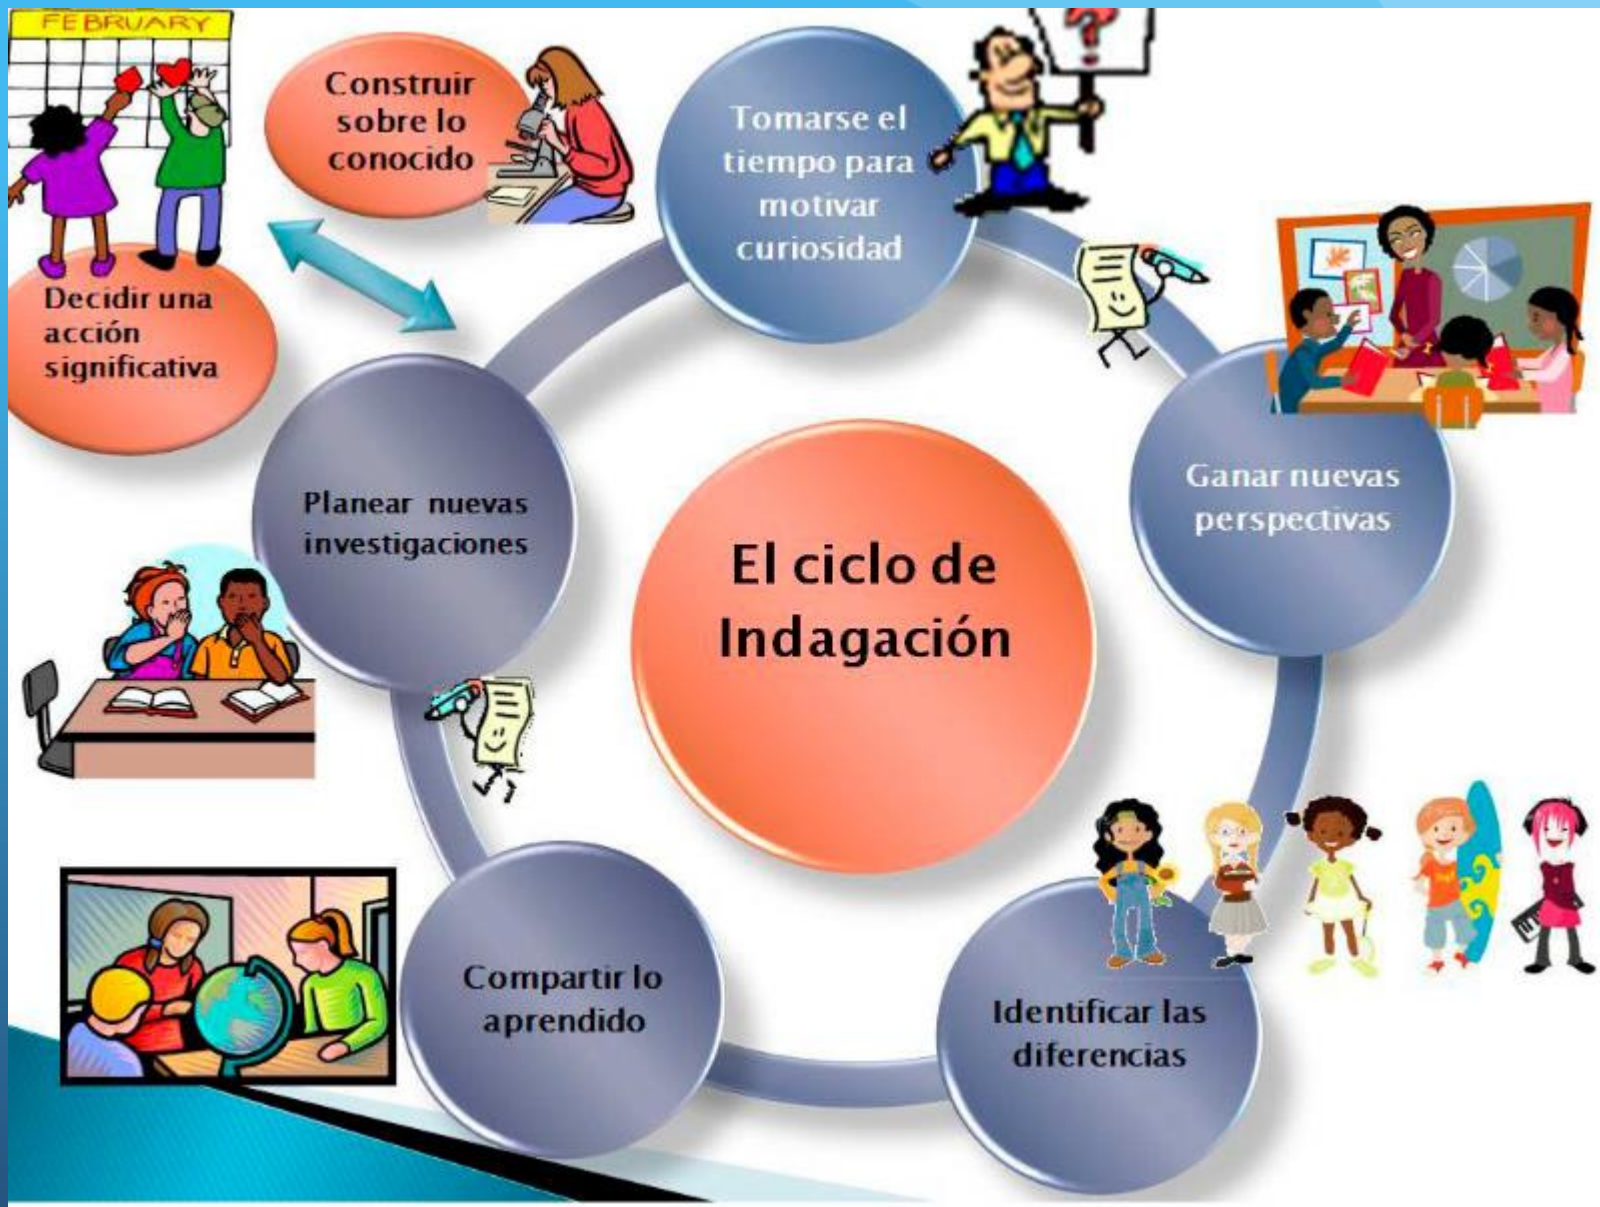 FEBRUARY
Construir
sobre lo
conocido
Tomarse el
tiempo para
motivar
curiosidad
?
Decidir una
acción
significativa
Ganar nuevas
perspectivas
Planear nuevas
investigaciones
El ciclo de
Indagación
Compartir lo
aprendido
Identificar las
diferencias